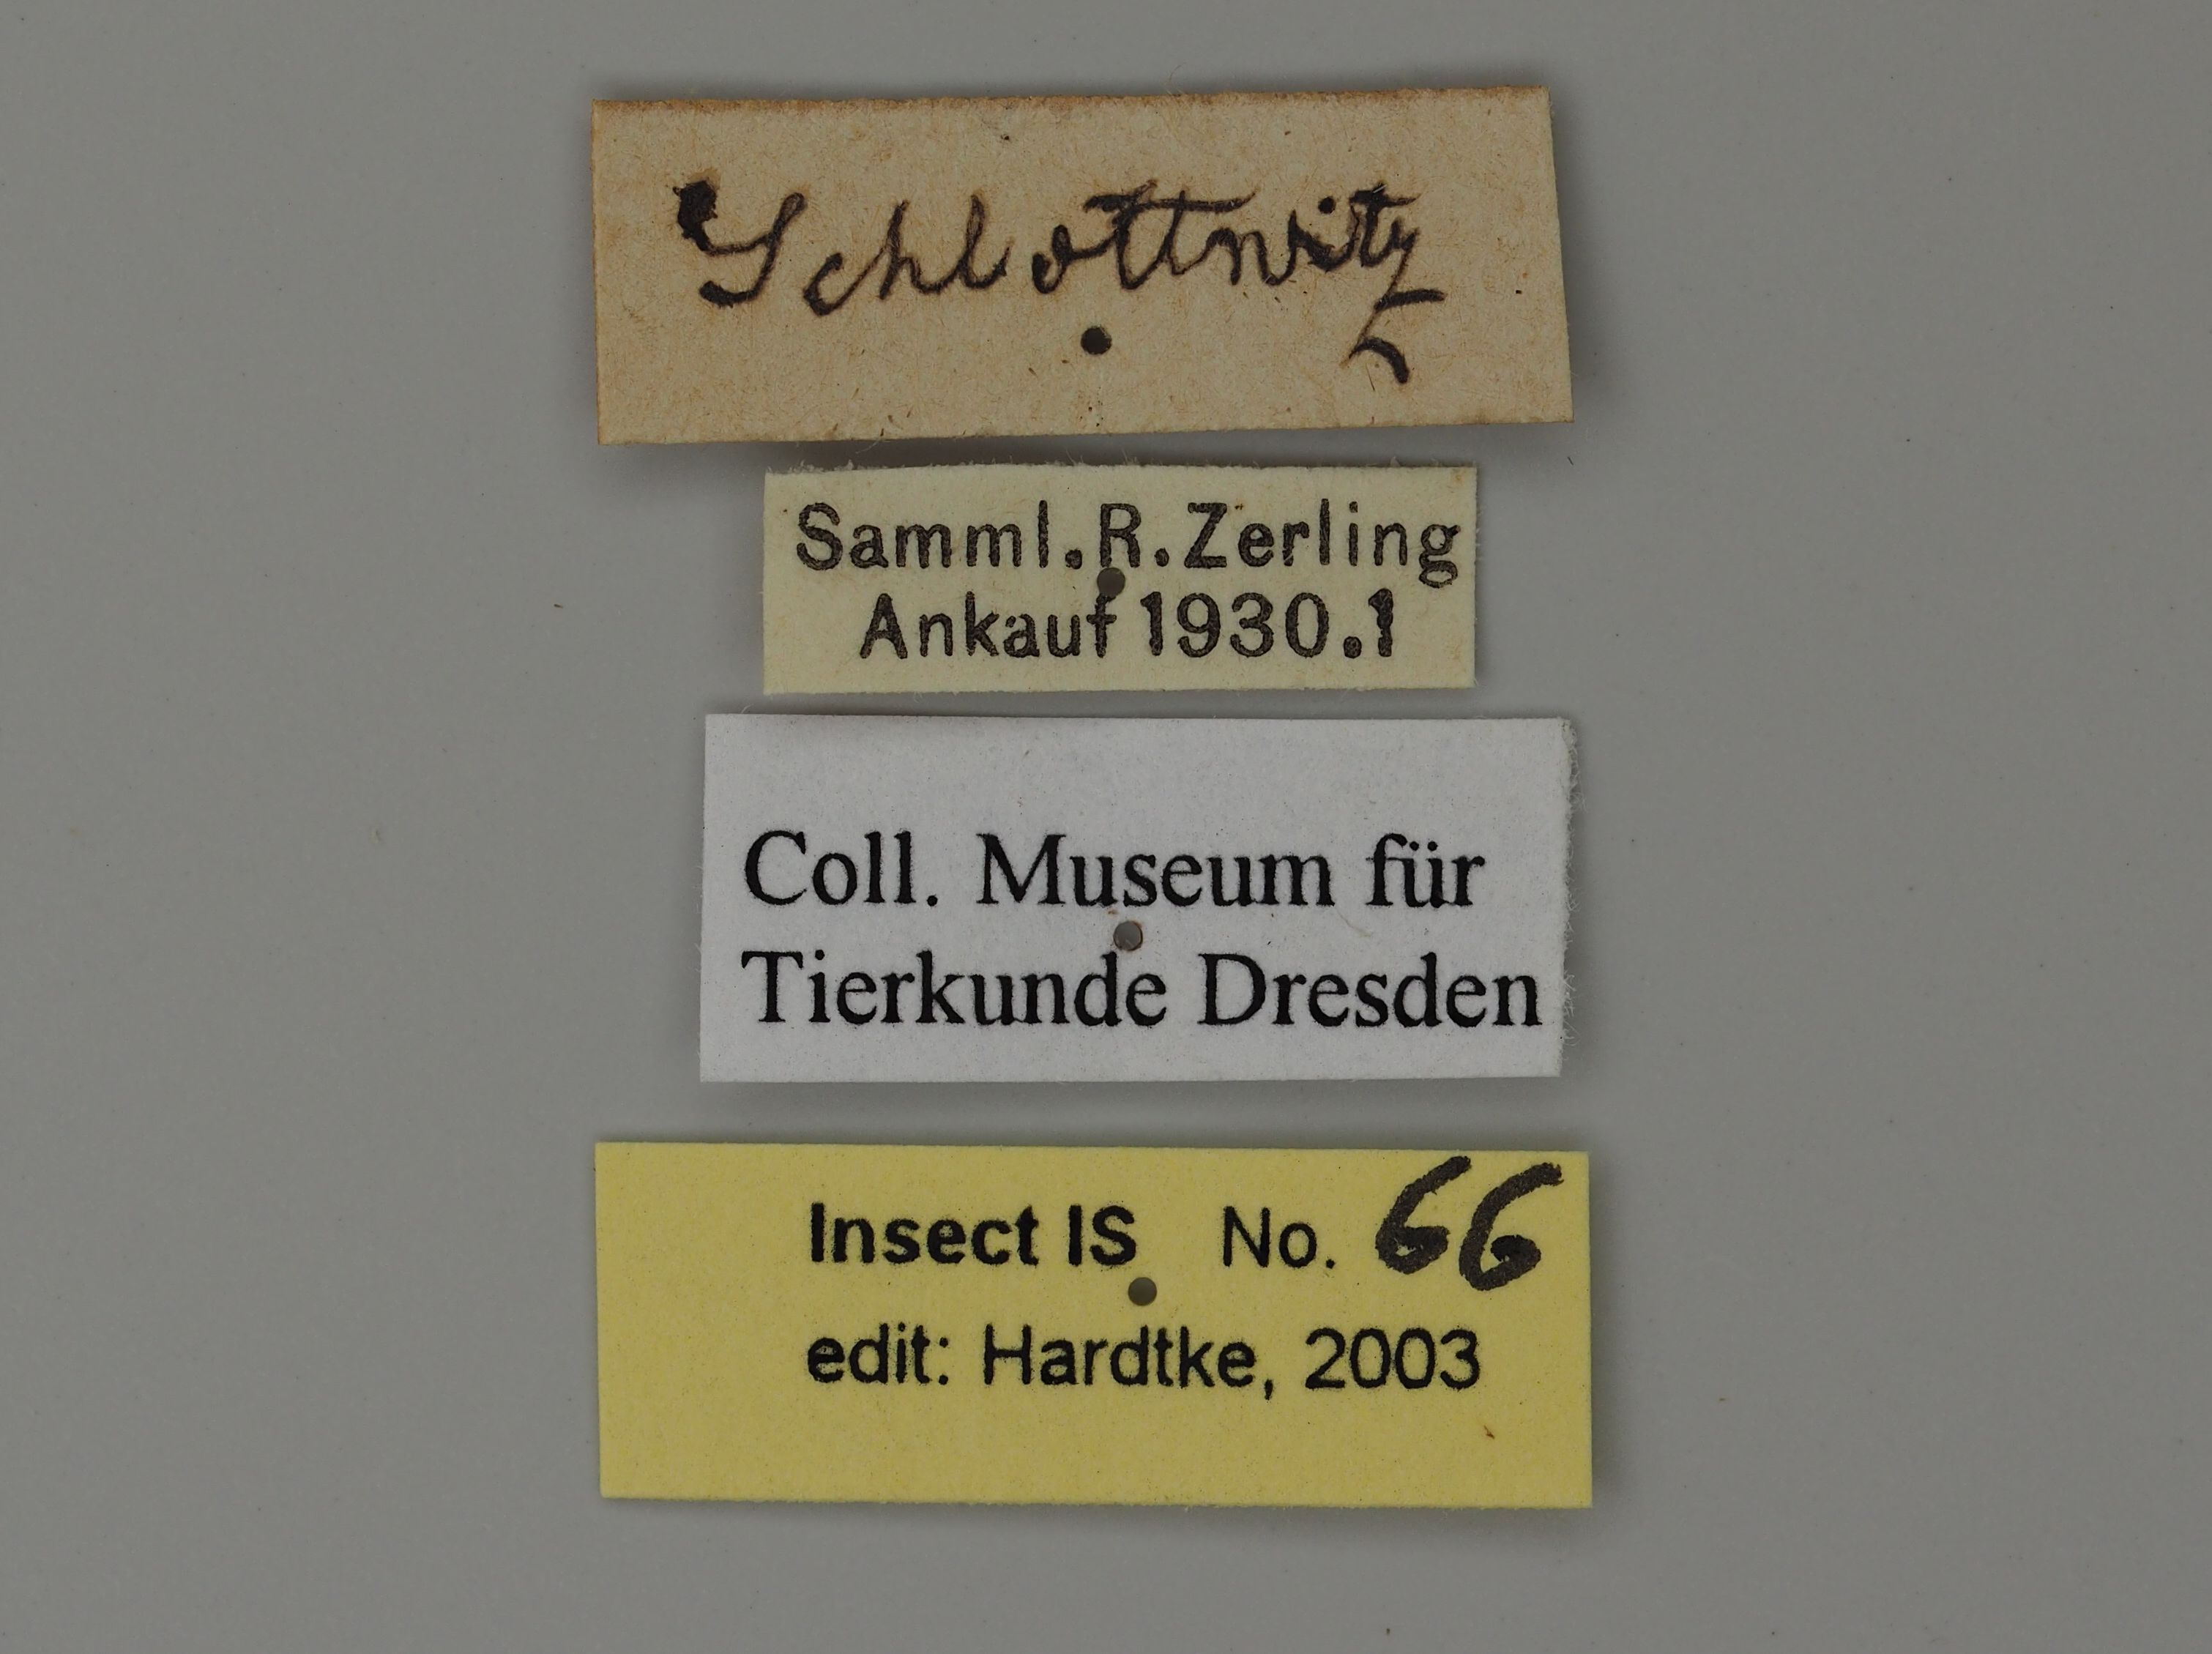 Schlottwitz
Samml. R. Zerling
Ankauf 1930.1
Coll. Museum für
Tierkunde Dresden
Insect IS No. 66
edit: Hardtke, 2003